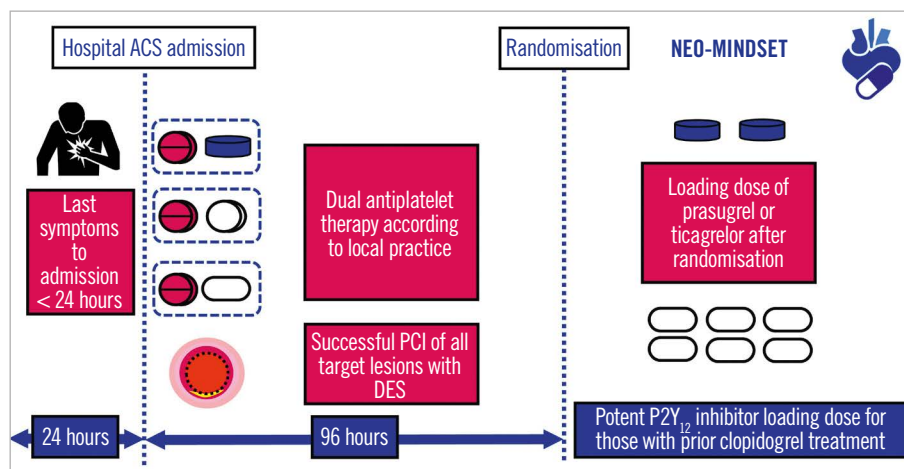 Hospital ACS admission
Randomisation
NEO-MINDSET
Last
symptoms
to
admission
< 24 hours
Dual antiplatelet
therapy according
to local practice
Successful PCI of all
target lesions with
DES
Loading dose of
prasugrel or
ticagrelor after
randomisation
24 hours
96 hours
Potent P2Y₁₂ inhibitor loading dose for
those with prior clopidogrel treatment